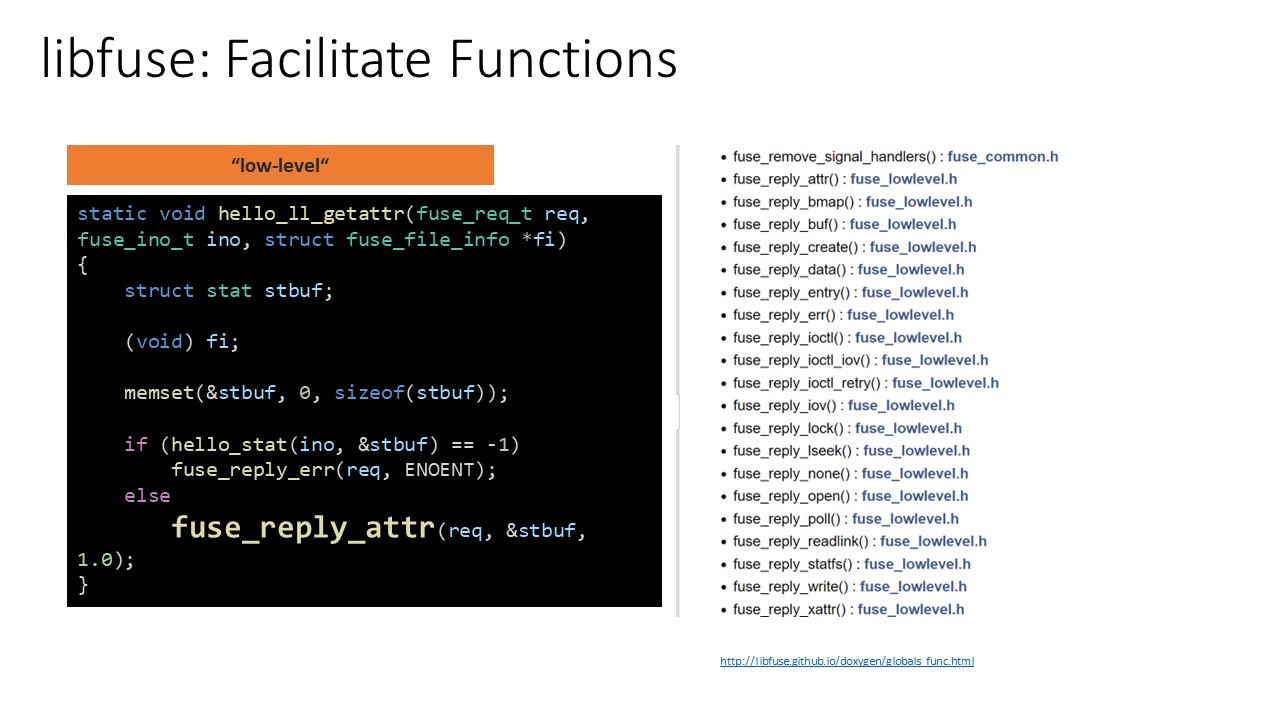 libfuse: Facilitate Functions
“low-level“
static void hello_ll_getattr(fuse_req_t req,
fuse_ino_t ino, struct fuse_file_info *fi)
{
    struct stat stbuf;
    (void) fi;
    memset(&stbuf, 0, sizeof(stbuf));
    if (hello_stat(ino, &stbuf) == -1)
        fuse_reply_err(req, ENOENT);
    else
        fuse_reply_attr(req, &stbuf,
1.0);
}
• fuse_remove_signal_handlers() : fuse_common.h
• fuse_reply_attr() : fuse_lowlevel.h
• fuse_reply_bmap() : fuse_lowlevel.h
• fuse_reply_buf() : fuse_lowlevel.h
• fuse_reply_create() : fuse_lowlevel.h
• fuse_reply_data() : fuse_lowlevel.h
• fuse_reply_entry() : fuse_lowlevel.h
• fuse_reply_err() : fuse_lowlevel.h
• fuse_reply_ioctl() : fuse_lowlevel.h
• fuse_reply_ioctl_iov() : fuse_lowlevel.h
• fuse_reply_ioctl_retry() : fuse_lowlevel.h
• fuse_reply_iov() : fuse_lowlevel.h
• fuse_reply_lock() : fuse_lowlevel.h
• fuse_reply_lseek() : fuse_lowlevel.h
• fuse_reply_none() : fuse_lowlevel.h
• fuse_reply_open() : fuse_lowlevel.h
• fuse_reply_poll() : fuse_lowlevel.h
• fuse_reply_readlink() : fuse_lowlevel.h
• fuse_reply_statfs() : fuse_lowlevel.h
• fuse_reply_write() : fuse_lowlevel.h
• fuse_reply_xattr() : fuse_lowlevel.h
http://libfuse.github.io/doxygen/globals_func.html